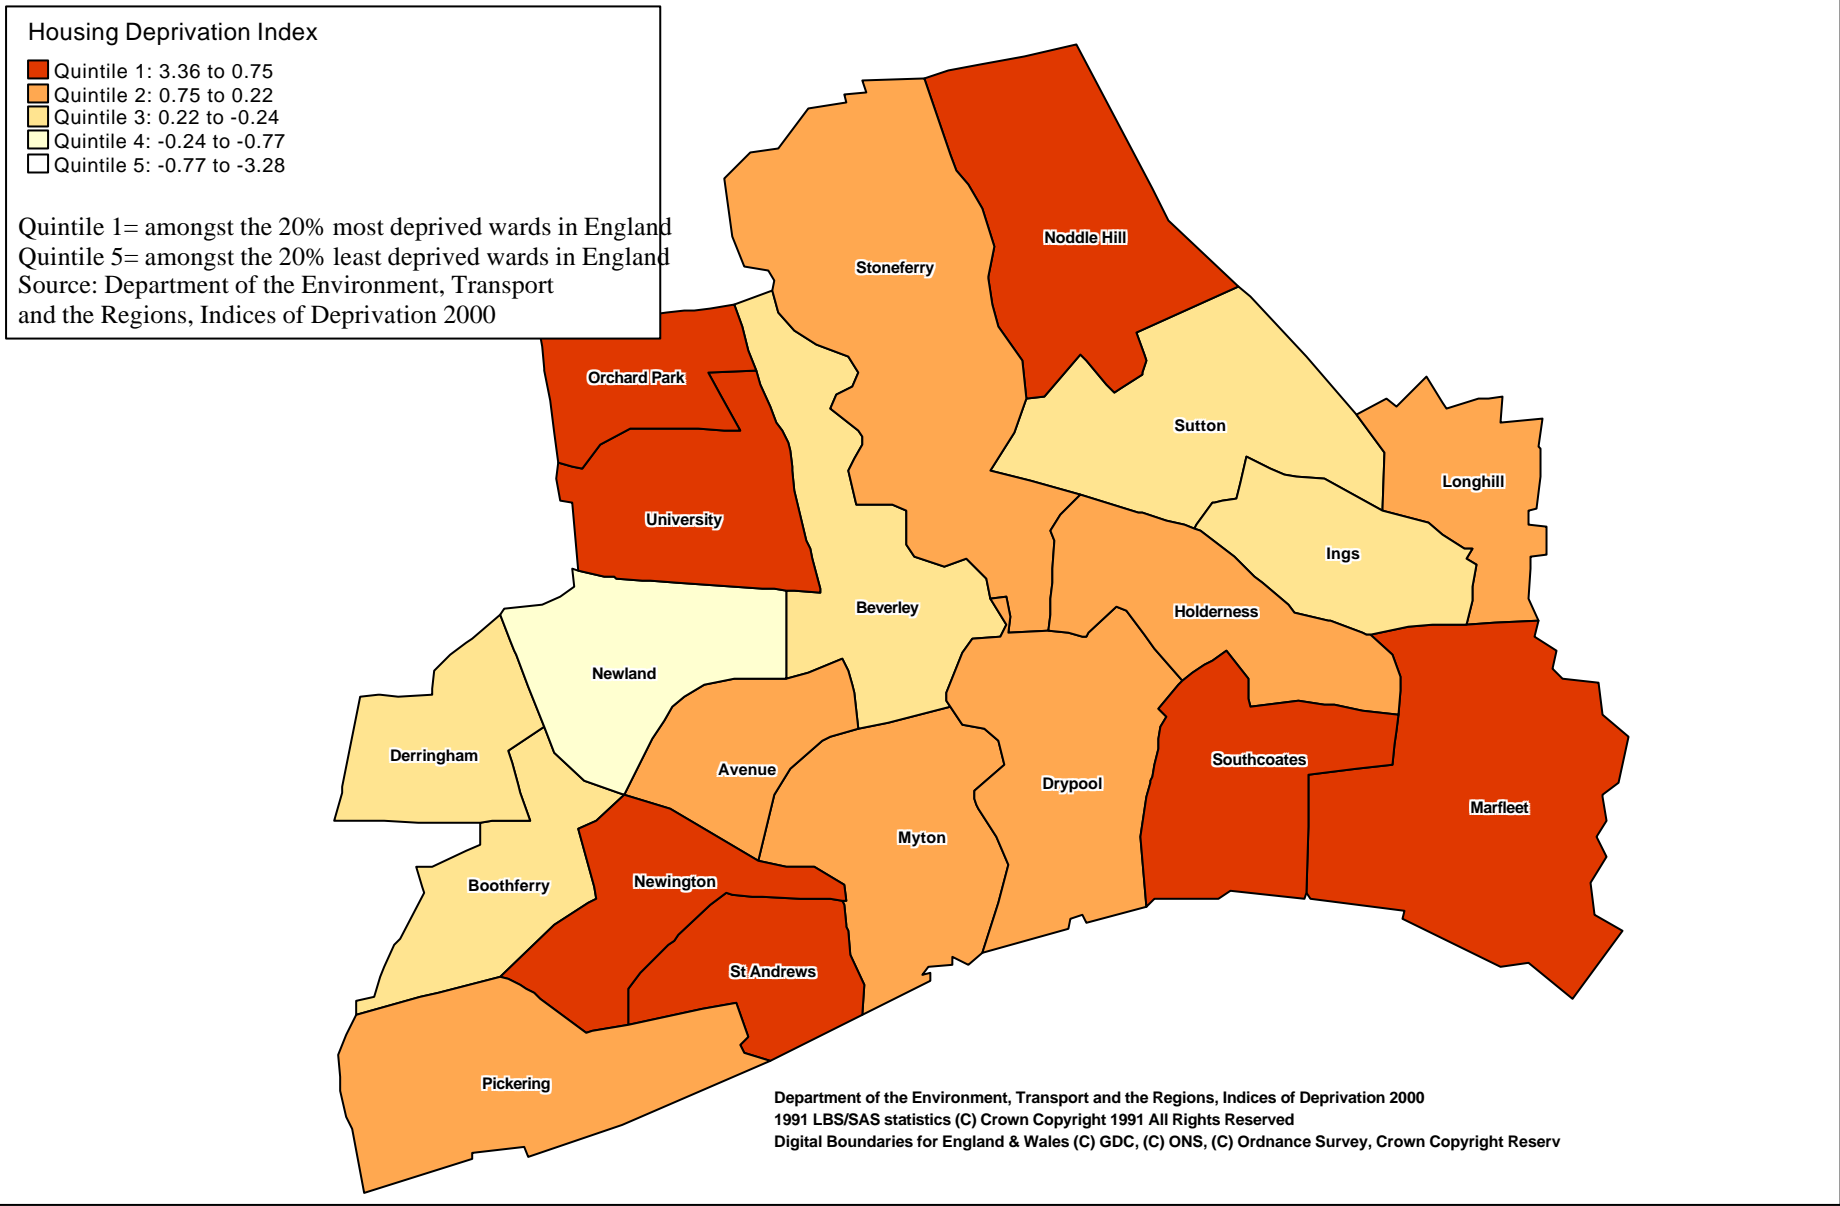 Housing Deprivation Index
Quintile 1: 3.36 to 0.75
Quintile 2: 0.75 to 0.22
Quintile 3: 0.22 to -0.24
Quintile 4: -0.24 to -0.77
Quintile 5: -0.77 to -3.28
Quintile 1= amongst the 20% most deprived wards in England
Quintile 5= amongst the 20% least deprived wards in England
Source: Department of the Environment, Transport
and the Regions, Indices of Deprivation 2000
Noddle Hill
Stoneferry
Orchard Park
Sutton
Longhill
University
Ings
Beverley
Holderness
Newland
Derringham
Avenue
Southcoates
Drypool
Marfleet
Myton
Newington
Boothferry
St Andrews
Pickering
Department of the Environment, Transport and the Regions, Indices of Deprivation 2000
1991 LBS/SAS statistics (C) Crown Copyright 1991 All Rights Reserved
Digital Boundaries for England & Wales (C) GDC, (C) ONS, (C) Ordnance Survey, Crown Copyright Reserv